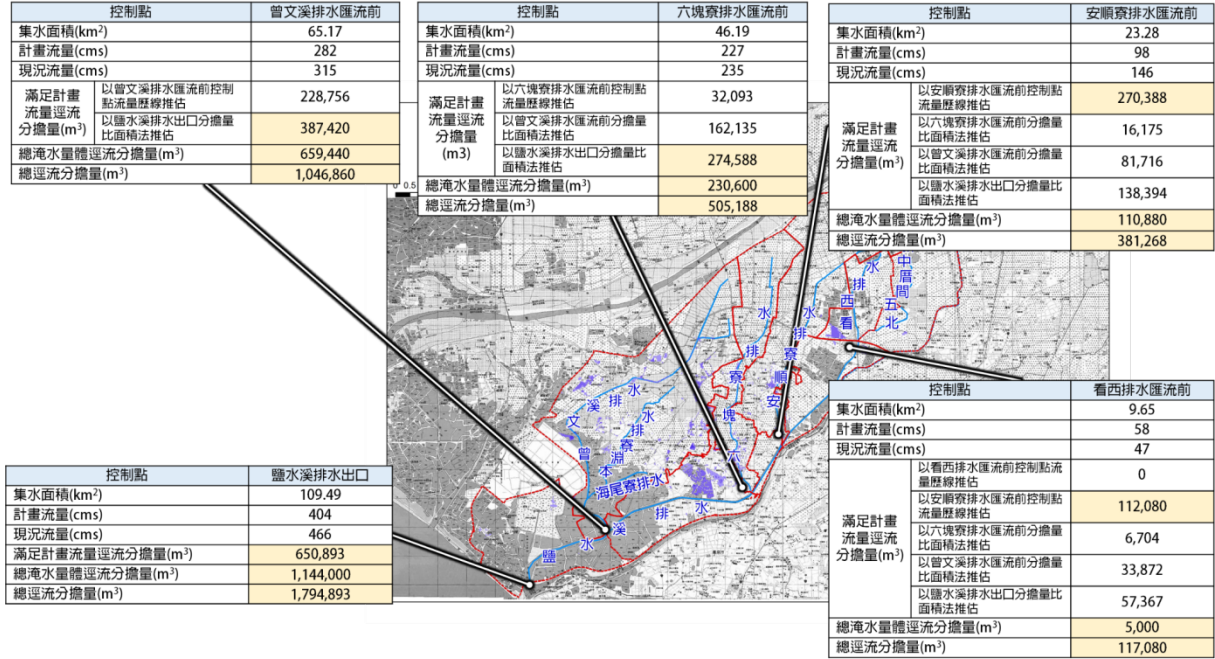 控制點 曾文溪排水匯流前
集水面積(km²) 65.17
計畫流量(cms) 282
現況流量(cms) 315
滿足計畫流量逕流分擔量(m³)
以曾文溪排水匯流前控制點流量歷線推估 228,756
以鹽水溪排水出口分擔量比面積法推估 387,420
總淹水量體逕流分擔量(m³) 659,440
總逕流分擔量(m³) 1,046,860
控制點 六塊寮排水匯流前
集水面積(km²) 46.19
計畫流量(cms) 227
現況流量(cms) 235
滿足計畫流量逕流分擔量(m3)
以六塊寮排水匯流前控制點流量歷線推估 32,093
以曾文溪排水匯流前分擔量比面積法推估 162,135
以鹽水溪排水出口分擔量比面積法推估 274,588
總淹水量體逕流分擔量(m³) 230,600
總逕流分擔量(m³) 505,188
控制點 安順寮排水匯流前
集水面積(km²) 23.28
計畫流量(cms) 98
現況流量(cms) 146
滿足計畫流量逕流分擔量(m³)
以安順寮排水匯流前控制點流量歷線推估 270,388
以六塊寮排水匯流前分擔量比面積法推估 16,175
以曾文溪排水匯流前分擔量比面積法推估 81,716
以鹽水溪排水出口分擔量比面積法推估 138,394
總淹水量體逕流分擔量(m³) 110,880
總逕流分擔量(m³) 381,268
0 0.5
中厝間
五北
看西排水
安順寮排水
六塊寮排水
曾文溪排水
本淵寮排水
海尾寮排水
鹽水溪排水
控制點 鹽水溪排水出口
集水面積(km²) 109.49
計畫流量(cms) 404
現況流量(cms) 466
滿足計畫流量逕流分擔量(m³) 650,893
總淹水量體逕流分擔量(m³) 1,144,000
總逕流分擔量(m³) 1,794,893
控制點 看西排水匯流前
集水面積(km²) 9.65
計畫流量(cms) 58
現況流量(cms) 47
滿足計畫流量逕流分擔量(m³)
以看西排水匯流前控制點流量歷線推估 0
以安順寮排水匯流前控制點流量歷線推估 112,080
以六塊寮排水匯流前分擔量比面積法推估 6,704
以曾文溪排水匯流前分擔量比面積法推估 33,872
以鹽水溪排水出口分擔量比面積法推估 57,367
總淹水量體逕流分擔量(m³) 5,000
總逕流分擔量(m³) 117,080